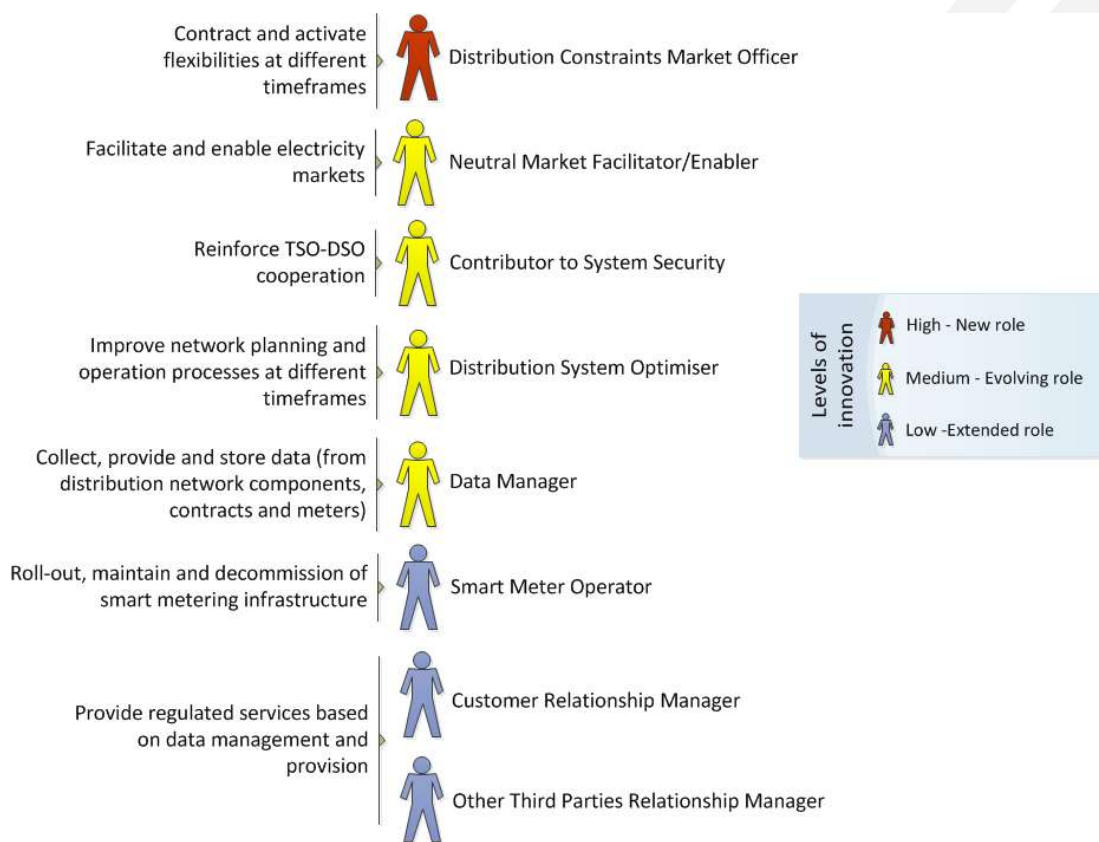 Contract and activate
flexibilities at different
timeframes
Distribution Constraints Market Officer
Facilitate and enable electricity
markets
Neutral Market Facilitator/Enabler
Reinforce TSO-DSO
cooperation
Contributor to System Security
Improve network planning and
operation processes at different
timeframes
Distribution System Optimiser
Collect, provide and store data (from
distribution network components,
contracts and meters)
Data Manager
Roll-out, maintain and decommission of
smart metering infrastructure
Smart Meter Operator
Provide regulated services based
on data management and
provision
Customer Relationship Manager
Other Third Parties Relationship Manager
Levels of
innovation
High - New role
Medium - Evolving role
Low -Extended role